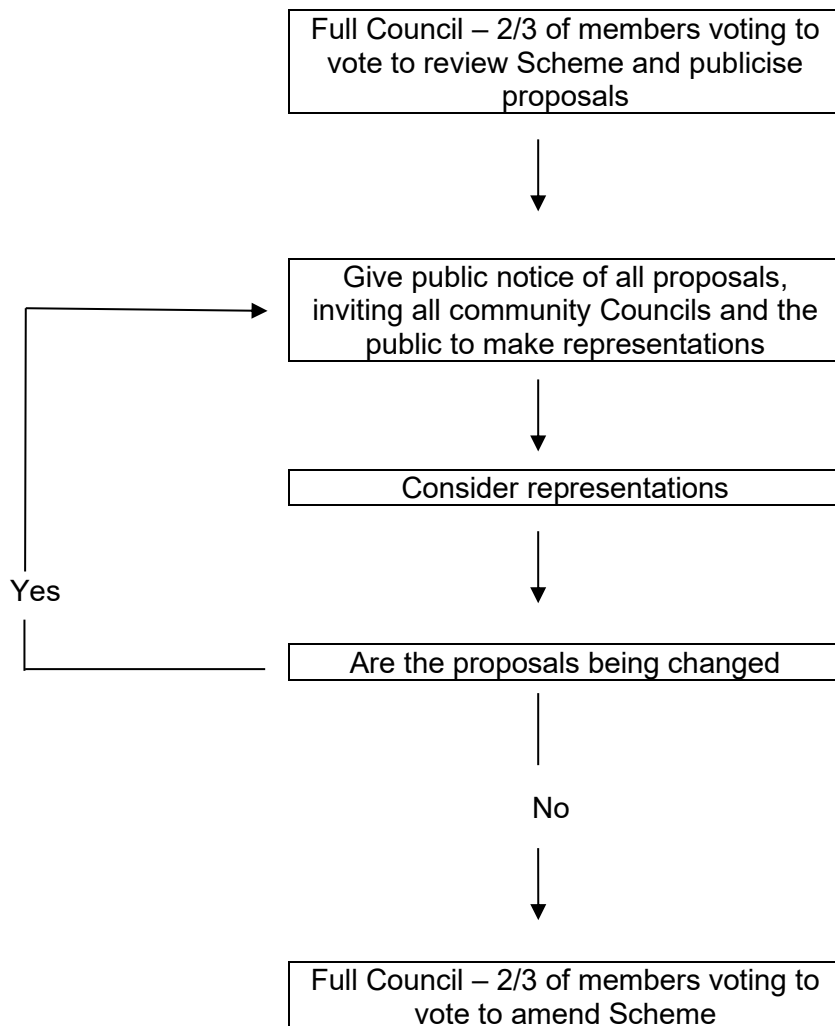 Full Council – 2/3 of members voting to
vote to review Scheme and publicise
proposals
Give public notice of all proposals,
inviting all community Councils and the
public to make representations
Consider representations
Yes
Are the proposals being changed
No
Full Council – 2/3 of members voting to
vote to amend Scheme